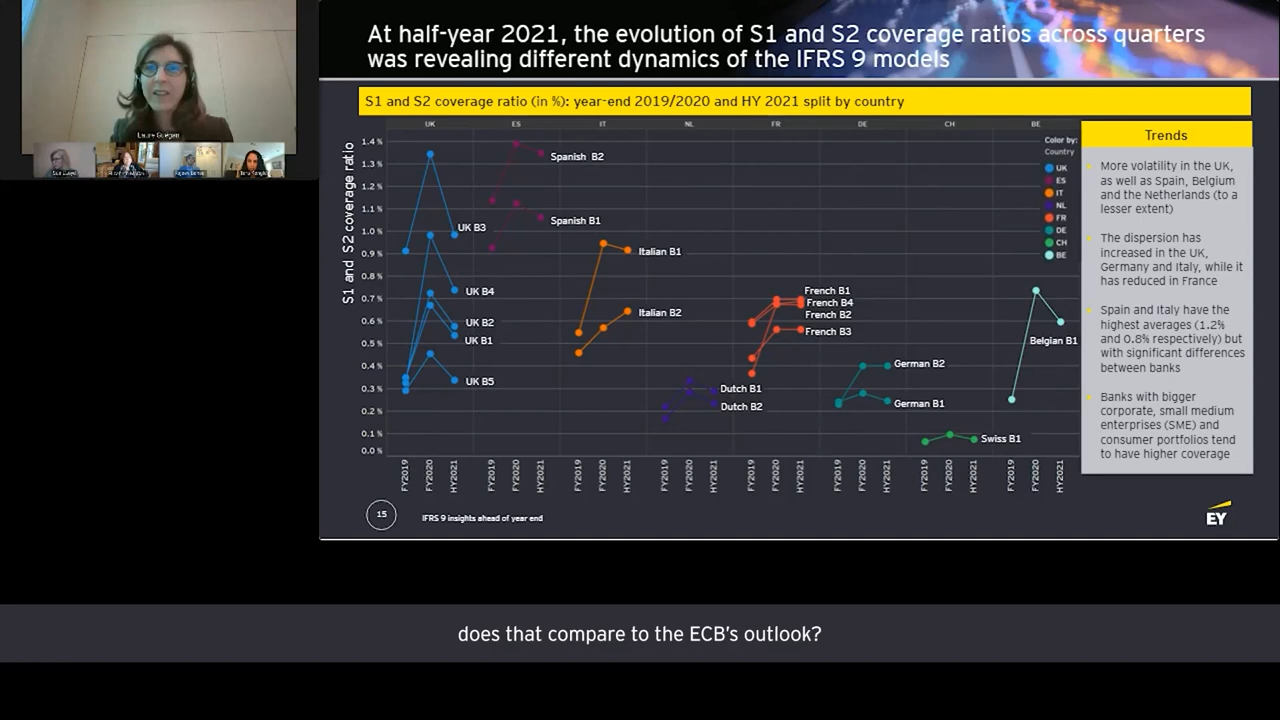 At half-year 2021, the evolution of S1 and S2 coverage ratios across quarters
was revealing different dynamics of the IFRS 9 models
Laure Guegan
S1 and S2 coverage ratio (in %): year-end 2019/2020 and HY 2021 split by country
UK ES IT NL FR DE CH BE
S1 and S2 coverage ratio
1.4 %
1.3 %
1.2 %
1.1 %
1.0 %
0.9 %
0.8 %
0.7 %
0.6 %
0.5 %
0.4 %
0.3 %
0.2 %
0.1 %
0.0 %
UK B3
UK B4
UK B2
UK B1
UK B5
Spanish B2
Spanish B1
Italian B1
Italian B2
Dutch B1
Dutch B2
French B1
French B4
French B2
French B3
German B2
German B1
Swiss B1
Belgian B1
Color by:
Country
UK
ES
IT
NL
FR
DE
CH
BE
FY2019 FY2020 HY2021 FY2019 FY2020 HY2021 FY2019 FY2020 HY2021 FY2019 FY2020 HY2021 FY2019 FY2020 HY2021 FY2019 FY2020 HY2021 FY2019 FY2020 HY2021 FY2019 FY2020 HY2021
Trends
More volatility in the UK,
as well as Spain, Belgium
and the Netherlands (to a
lesser extent)
The dispersion has
increased in the UK,
Germany and Italy, while it
has reduced in France
Spain and Italy have the
highest averages (1.2%
and 0.8% respectively) but
with significant differences
between banks
Banks with bigger
corporate, small medium
enterprises (SME) and
consumer portfolios tend
to have higher coverage
15
IFRS 9 insights ahead of year end
EY
does that compare to the ECB's outlook?